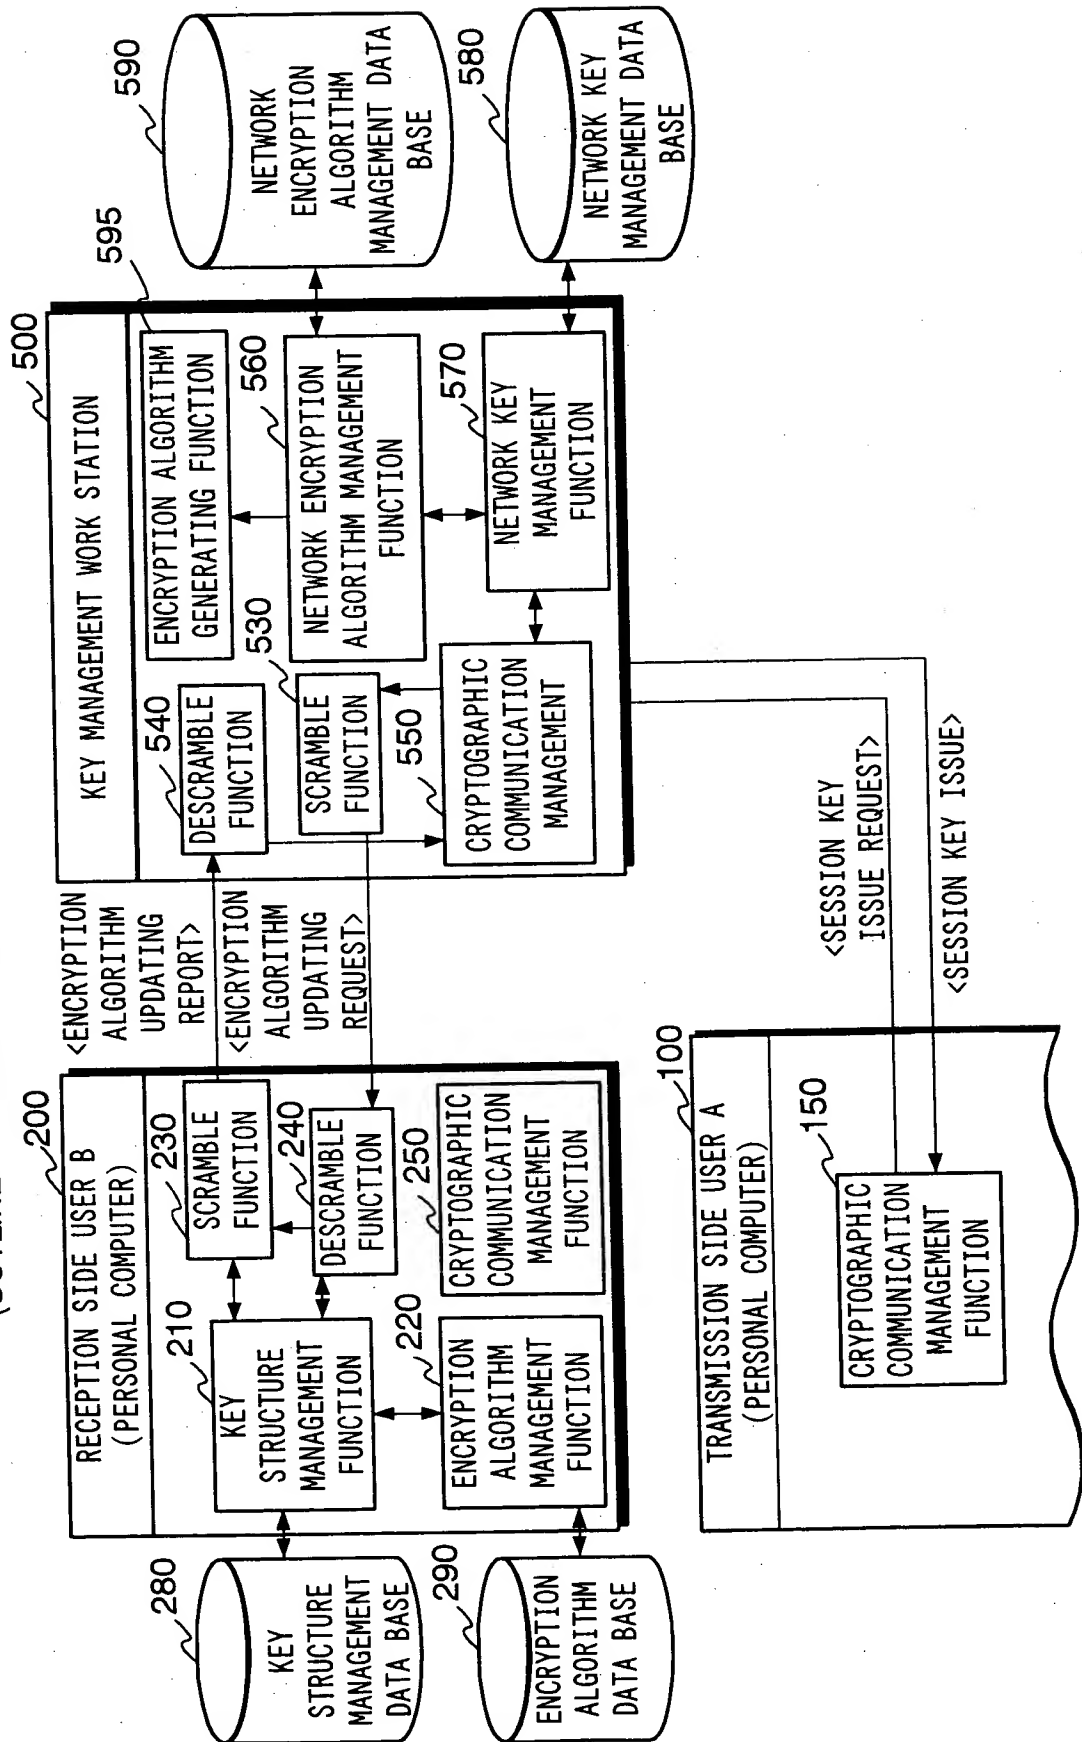 200
RECEPTION SIDE USER B
(PERSONAL COMPUTER)
230
SCRAMBLE
FUNCTION
240
DESCRAMBLE
FUNCTION
210
KEY
STRUCTURE
MANAGEMENT
FUNCTION
250
CRYPTOGRAPHIC
COMMUNICATION
MANAGEMENT
FUNCTION
220
ENCRYPTION
ALGORITHM
MANAGEMENT
FUNCTION
280
KEY
STRUCTURE
MANAGEMENT
DATA BASE
290
ENCRYPTION
ALGORITHM
DATA BASE
<ENCRYPTION
ALGORITHM
UPDATING
REPORT>
<ENCRYPTION
ALGORITHM
UPDATING
REQUEST>
500
KEY MANAGEMENT WORK STATION
540
DESCRAMBLE
FUNCTION
530
SCRAMBLE
FUNCTION
550
CRYPTOGRAPHIC
COMMUNICATION
MANAGEMENT
595
ENCRYPTION ALGORITHM
GENERATING FUNCTION
560
NETWORK ENCRYPTION
ALGORITHM MANAGEMENT
FUNCTION
570
NETWORK KEY
MANAGEMENT
FUNCTION
590
NETWORK
ENCRYPTION
ALGORITHM
MANAGEMENT DATA
BASE
580
NETWORK KEY
MANAGEMENT DATA
BASE
100
TRANSMISSION SIDE USER A
(PERSONAL COMPUTER)
150
CRYPTOGRAPHIC
COMMUNICATION
MANAGEMENT
FUNCTION
<SESSION KEY
ISSUE REQUEST>
<SESSION KEY ISSUE>